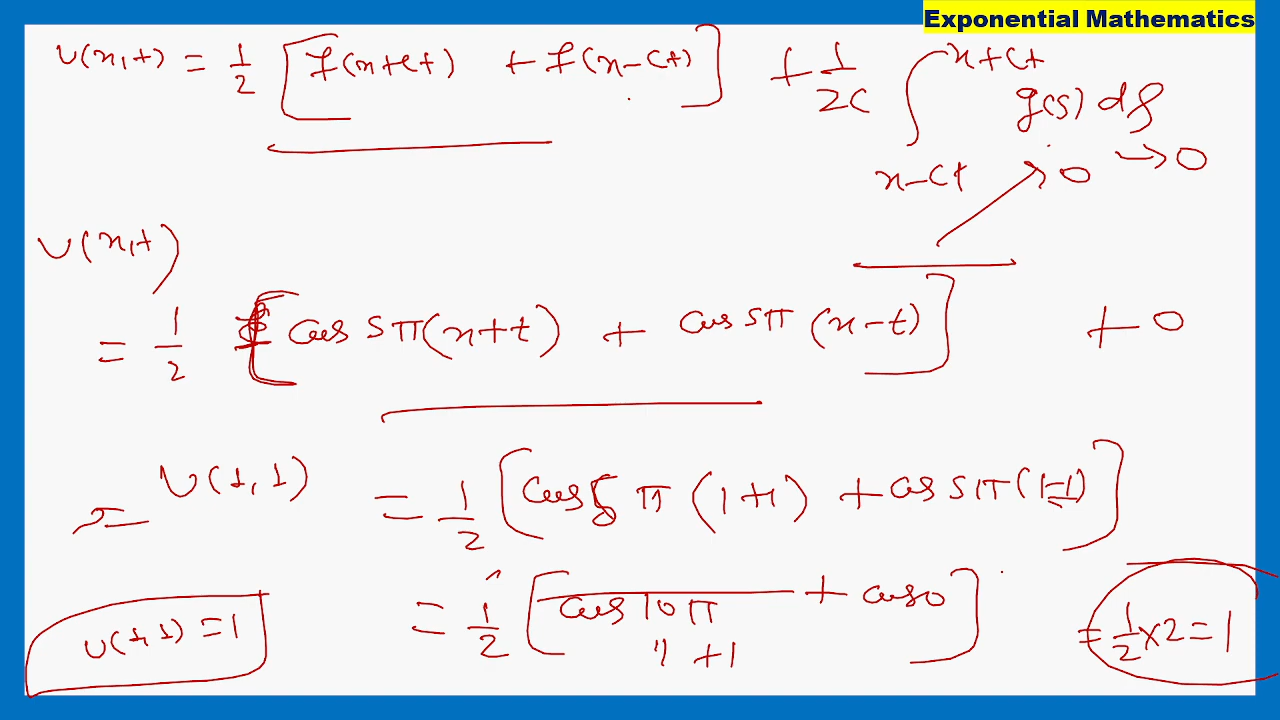 Exponential Mathematics
u(x,t) = 1/2 [f(x+ct) + f(x-ct)] + 1/2c ∫ x+ct x-ct g(s) ds
→ 0 → 0
u(x,t)
= 1/2 [cos 5π(x+t) + cos 5π (x-t)] + 0
u(1,1) = 1/2 [cos 5 π (1+1) + cos 5π(1-1)]
= 1/2 [cos 10π + cos 0] = 1/2 × 2 = 1
" +1
u(1,1) = 1